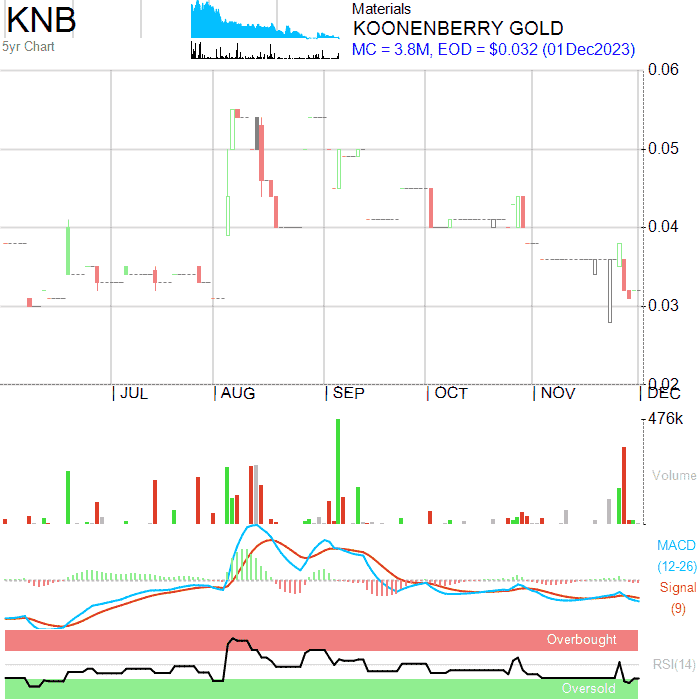 KNB
5yr Chart
Materials
KOONENBERRY GOLD
MC = 3.8M, EOD = $0.032 (01Dec2023)
0.06
0.05
0.04
0.03
0.02
JUL
AUG
SEP
OCT
NOV
DEC
476k
Volume
MACD
(12-26)
Signal
(9)
Overbought
RSI(14)
Oversold